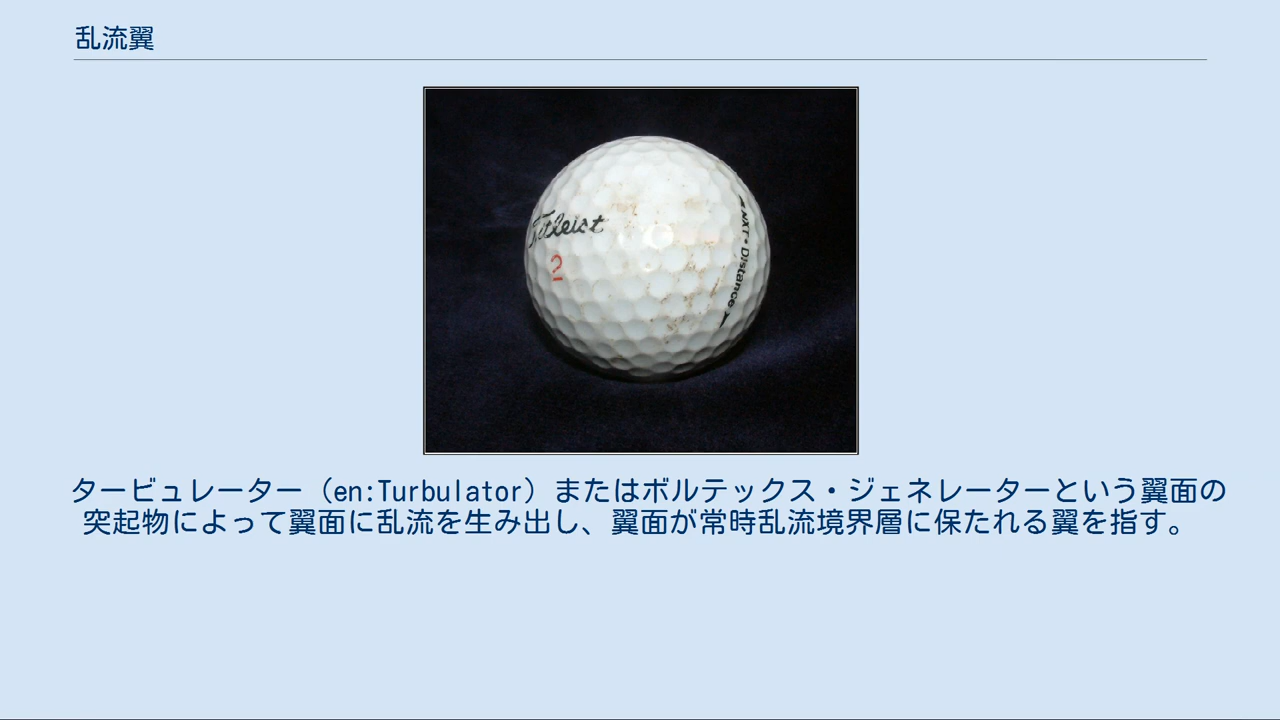 乱流翼
Titleist
2
NXT • Distance
タービュレーター（en:Turbulator）またはボルテックス・ジェネレーターという翼面の
突起物によって翼面に乱流を生み出し、翼面が常時乱流境界層に保たれる翼を指す。